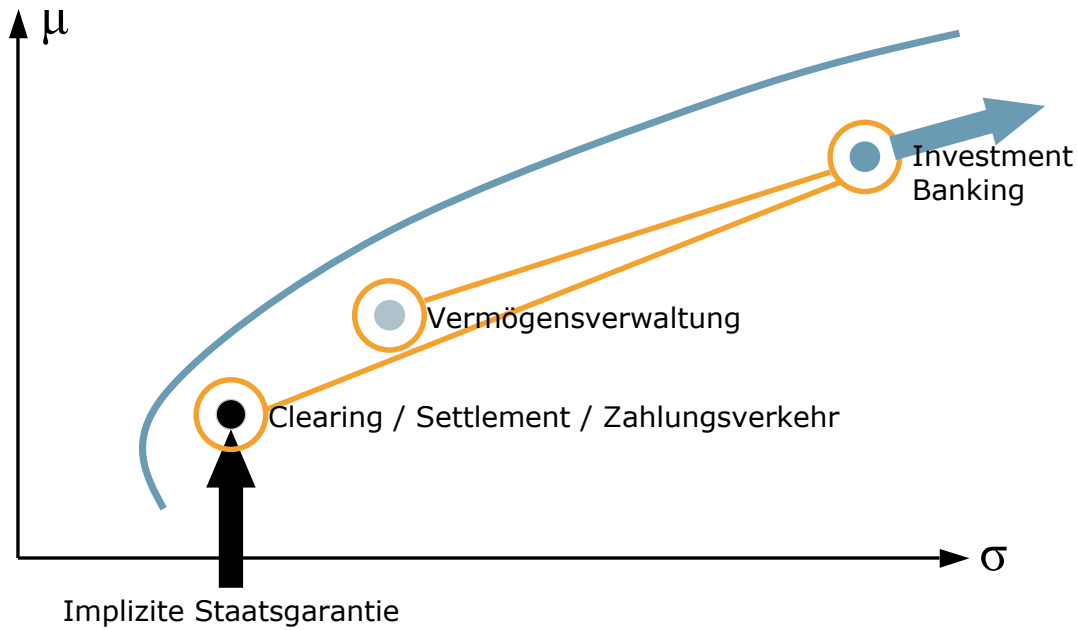 μ
Investment
Banking
Vermögensverwaltung
Clearing / Settlement / Zahlungsverkehr
σ
Implizite Staatsgarantie